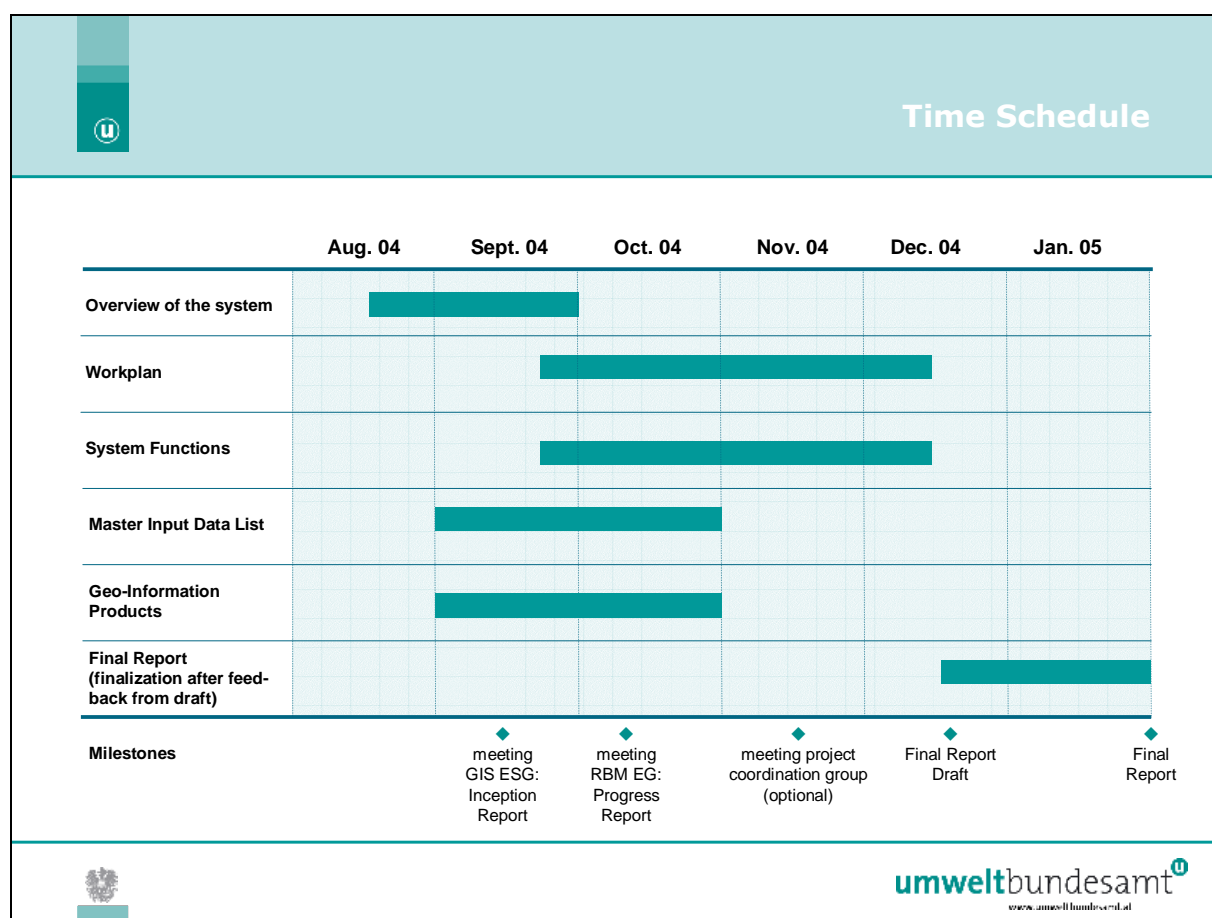 u
Time Schedule
Aug. 04 Sept. 04 Oct. 04 Nov. 04 Dec. 04 Jan. 05
Overview of the system
Workplan
System Functions
Master Input Data List
Geo-Information
Products
Final Report
(finalization after feed-
back from draft)
Milestones
meeting
GIS ESG:
Inception
Report
meeting
RBM EG:
Progress
Report
meeting project
coordination group
(optional)
Final Report
Draft
Final
Report
umweltbundesamt u
www.umweltbundesamt.at